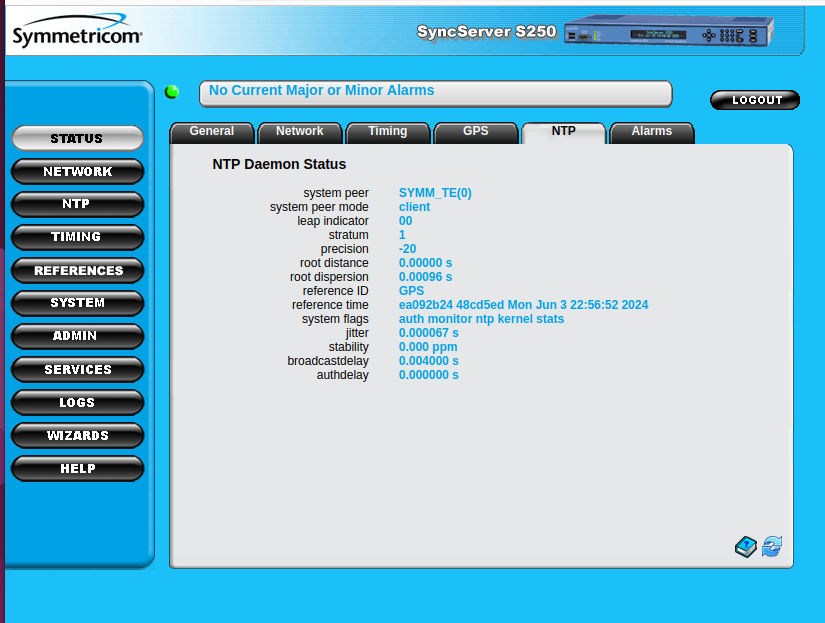 Symmetricom®
SyncServer S250
No Current Major or Minor Alarms
LOGOUT
General Network Timing GPS NTP Alarms
STATUS
NETWORK
NTP
TIMING
REFERENCES
SYSTEM
ADMIN
SERVICES
LOGS
WIZARDS
HELP
NTP Daemon Status
system peer SYMM_TE(0)
system peer mode client
leap indicator 00
stratum 1
precision -20
root distance 0.00000 s
root dispersion 0.00096 s
reference ID GPS
reference time ea092b24 48cd5ed Mon Jun 3 22:56:52 2024
system flags auth monitor ntp kernel stats
jitter 0.000067 s
stability 0.000 ppm
broadcastdelay 0.004000 s
authdelay 0.000000 s